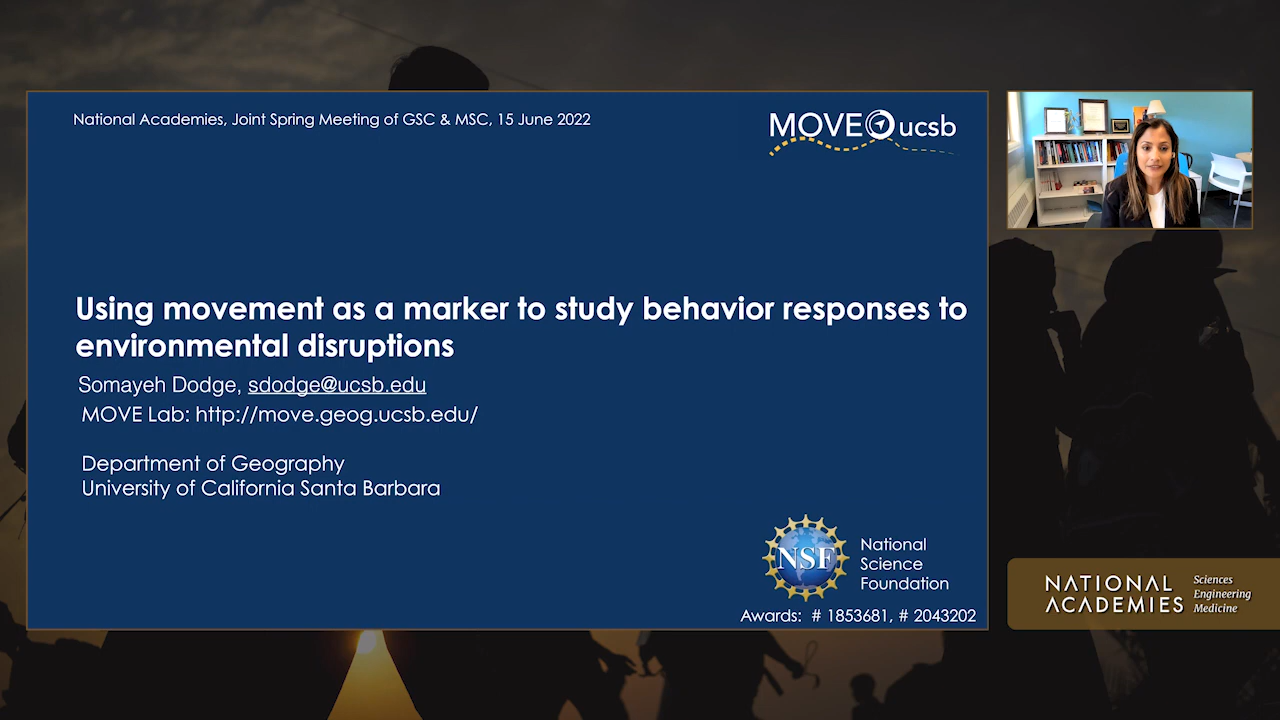 National Academies, Joint Spring Meeting of GSC & MSC, 15 June 2022
MOVE ucsb
Using movement as a marker to study behavior responses to
environmental disruptions
Somayeh Dodge, sdodge@ucsb.edu
MOVE Lab: http://move.geog.ucsb.edu/
Department of Geography
University of California Santa Barbara
NSF
National
Science
Foundation
Awards: # 1853681, # 2043202
NATIONAL
ACADEMIES
Sciences
Engineering
Medicine